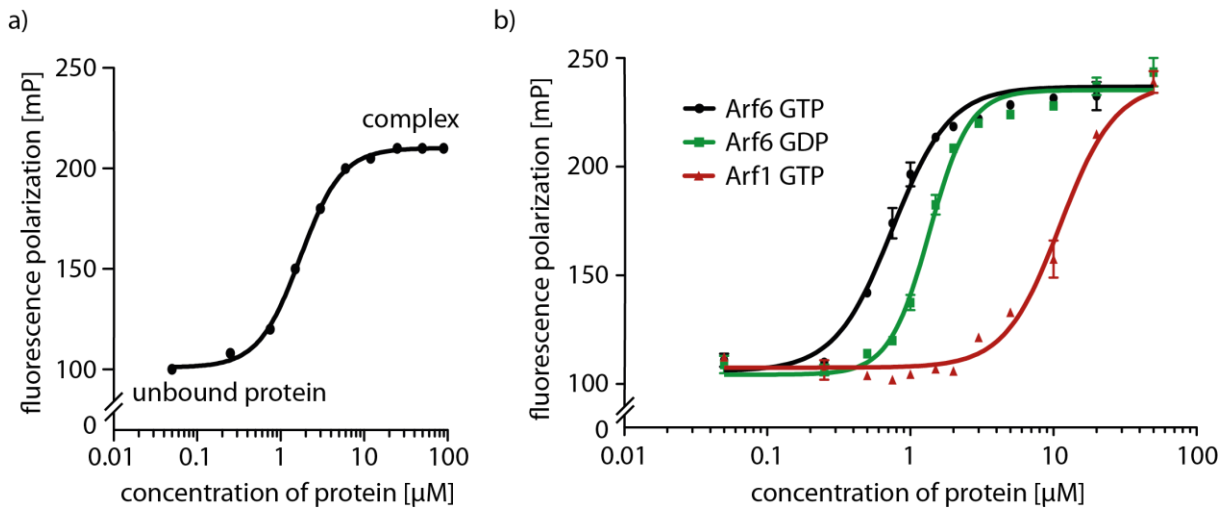 a)
fluorescence polarization [mP]
250
200
150
100
0
complex
unbound protein
0.01
0.1
1
10
100
concentration of protein [µM]
b)
fluorescence polarization [mP]
250
200
250
100
0
Arf6 GTP
Arf6 GDP
Arf1 GTP
0.01
0.1
1
10
100
concentration of protein [µM]